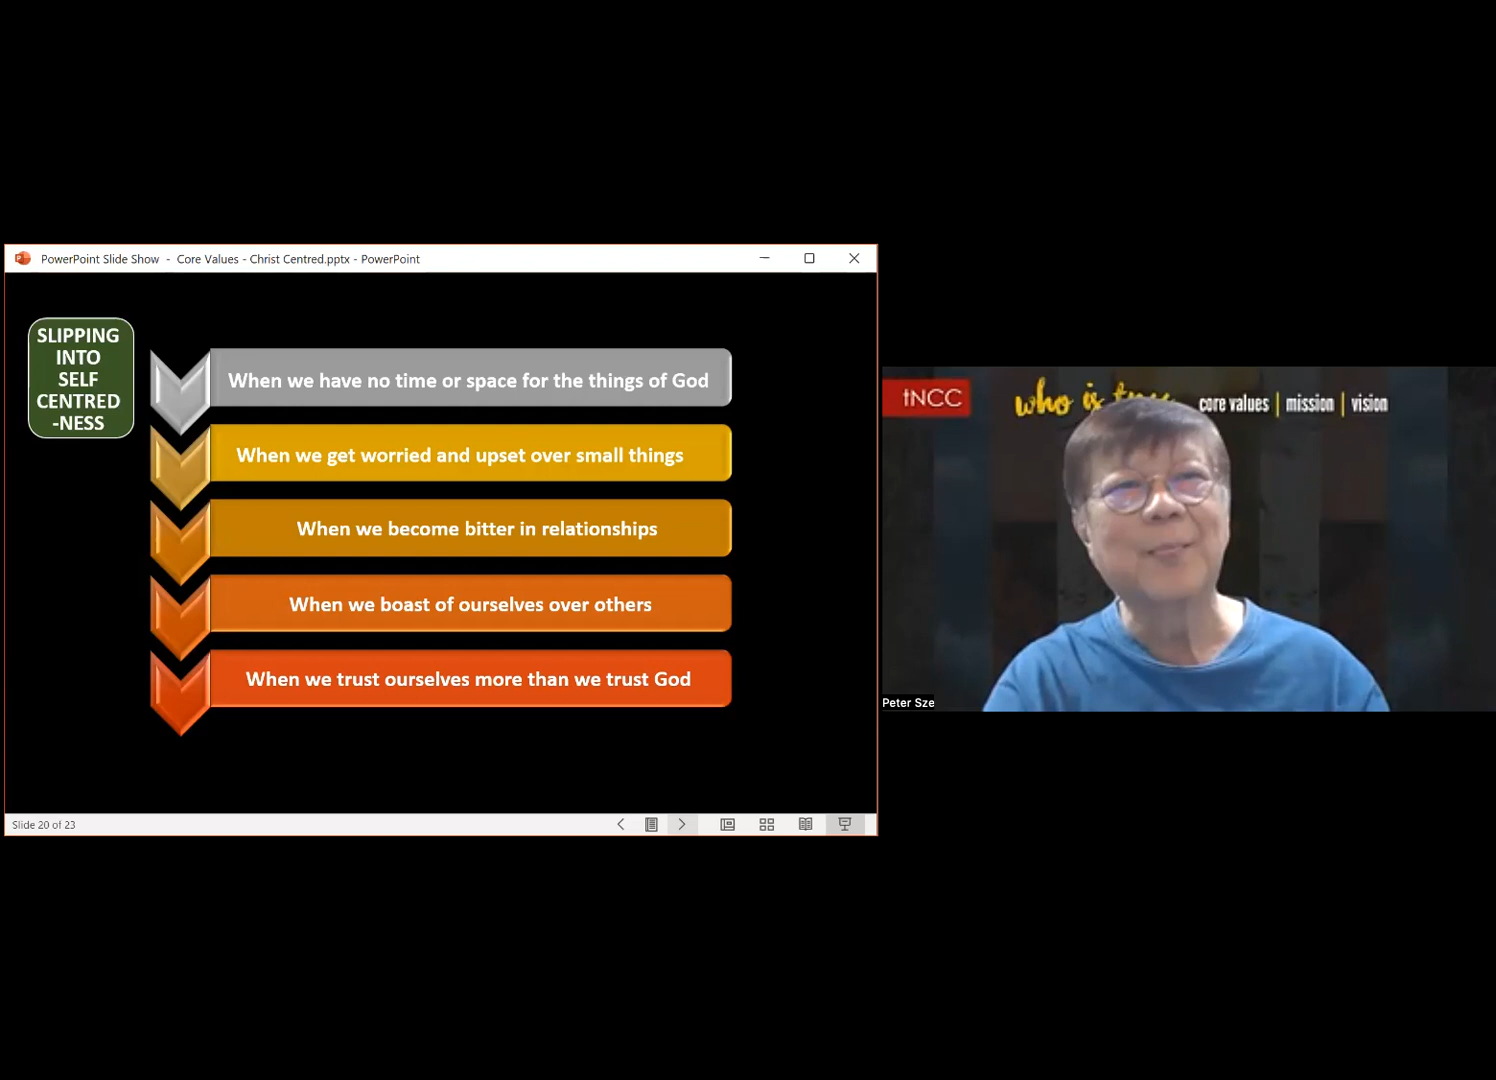 PowerPoint Slide Show - Core Values - Christ Centred.pptx - PowerPoint
SLIPPING
INTO
SELF
CENTRED
-NESS
When we have no time or space for the things of God
When we get worried and upset over small things
When we become bitter in relationships
When we boast of ourselves over others
When we trust ourselves more than we trust God
Slide 20 of 23
tNCC
who is
core values | mission | vision
Peter Sze